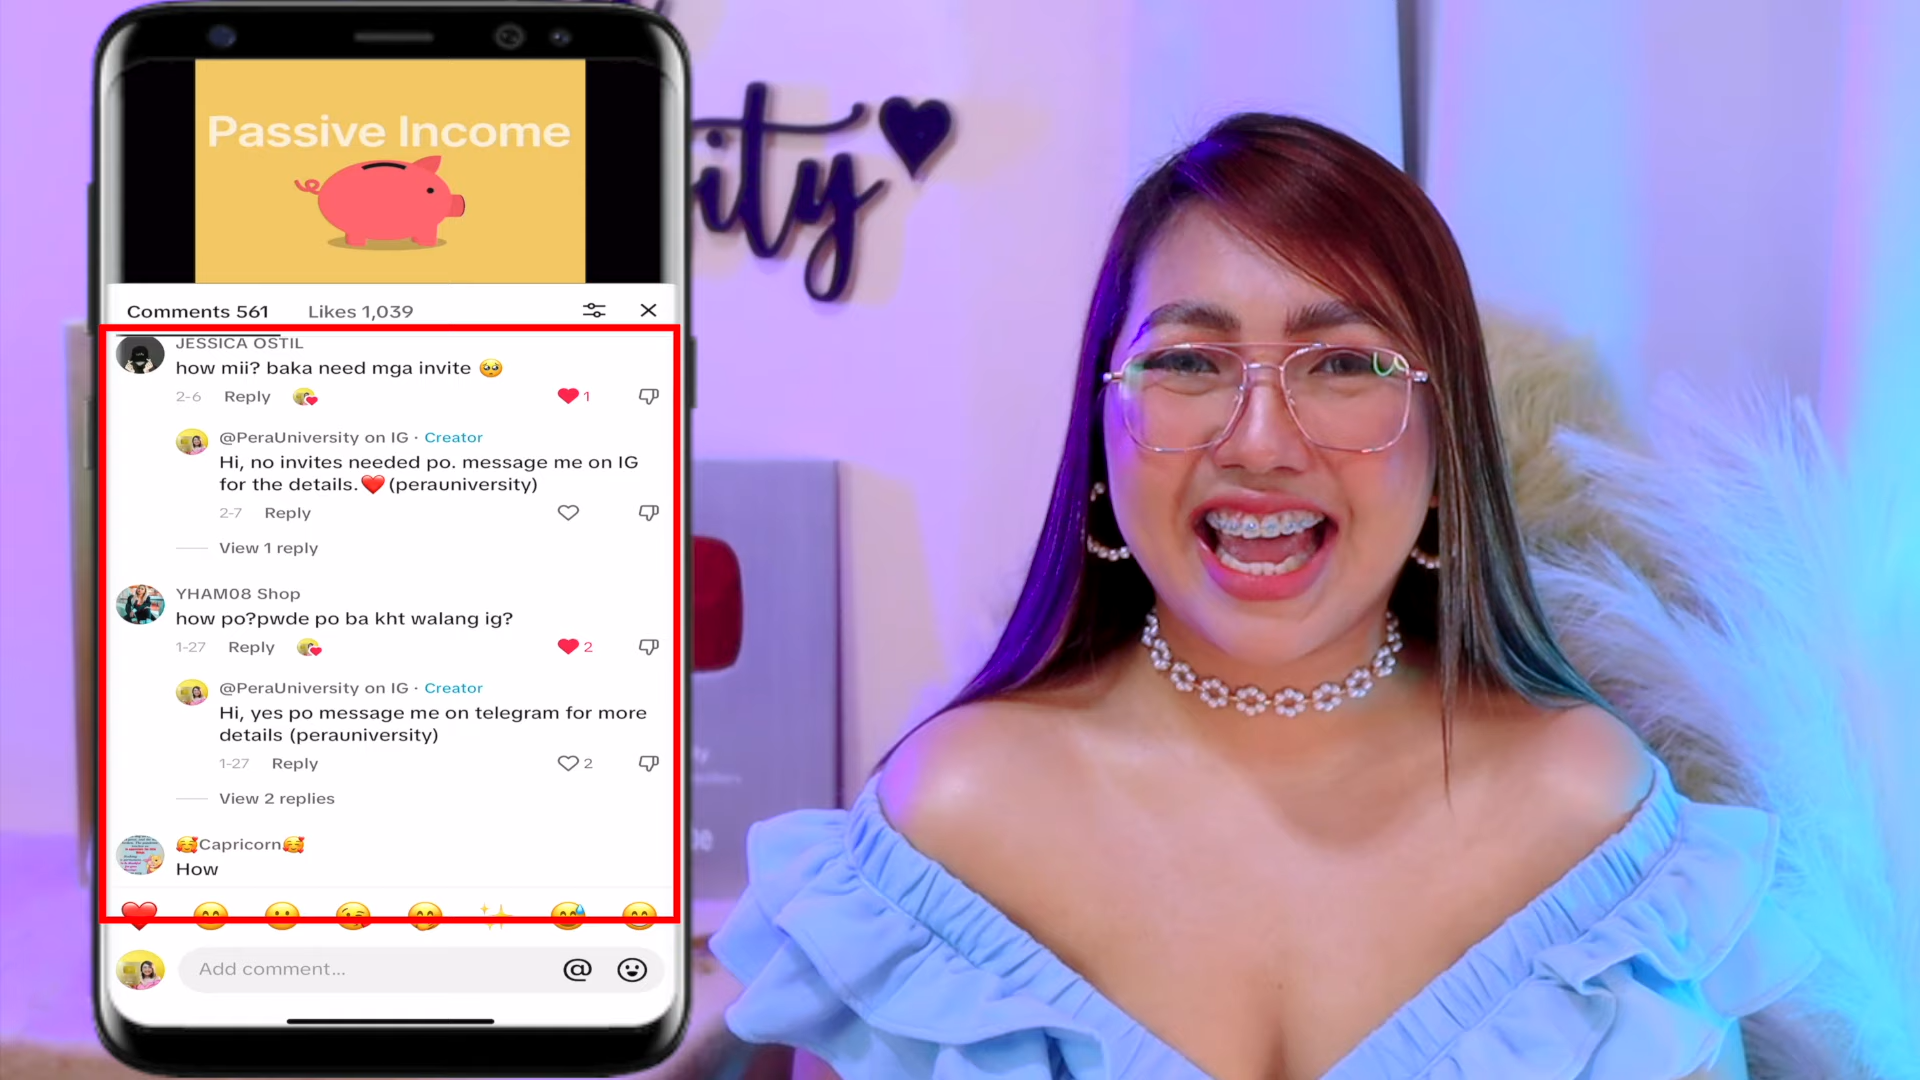 Passive Income
Comments 561
Likes 1,039
JESSICA OSTIL
how mii? baka need mga invite 🥺
2-6 Reply
1
@PeraUniversity on IG · Creator
Hi, no invites needed po. message me on IG
for the details.❤️(perauniversity)
2-7 Reply
View 1 reply
YHAM08 Shop
how po?pwde po ba kht walang ig?
1-27 Reply
2
@PeraUniversity on IG · Creator
Hi, yes po message me on telegram for more
details (perauniversity)
1-27 Reply
2
View 2 replies
🥰Capricorn🥰
How
Add comment...
@